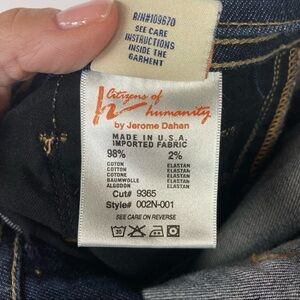 R/N#109670
SEE CARE
INSTRUCTIONS
INSIDE THE
GARMENT
Citizens of
humanity
by Jerome Dahan
MADE IN U.S.A.
IMPORTED FABRIC
98% 2%
COTON ELASTAN
COTTON ELASTAN
COTONE ELASTAN
BAUMWOLLE ELASTAN
ALGODON ELASTAN
Cut# 9365
Style# 002N-001
SEE CARE ON REVERSE
30